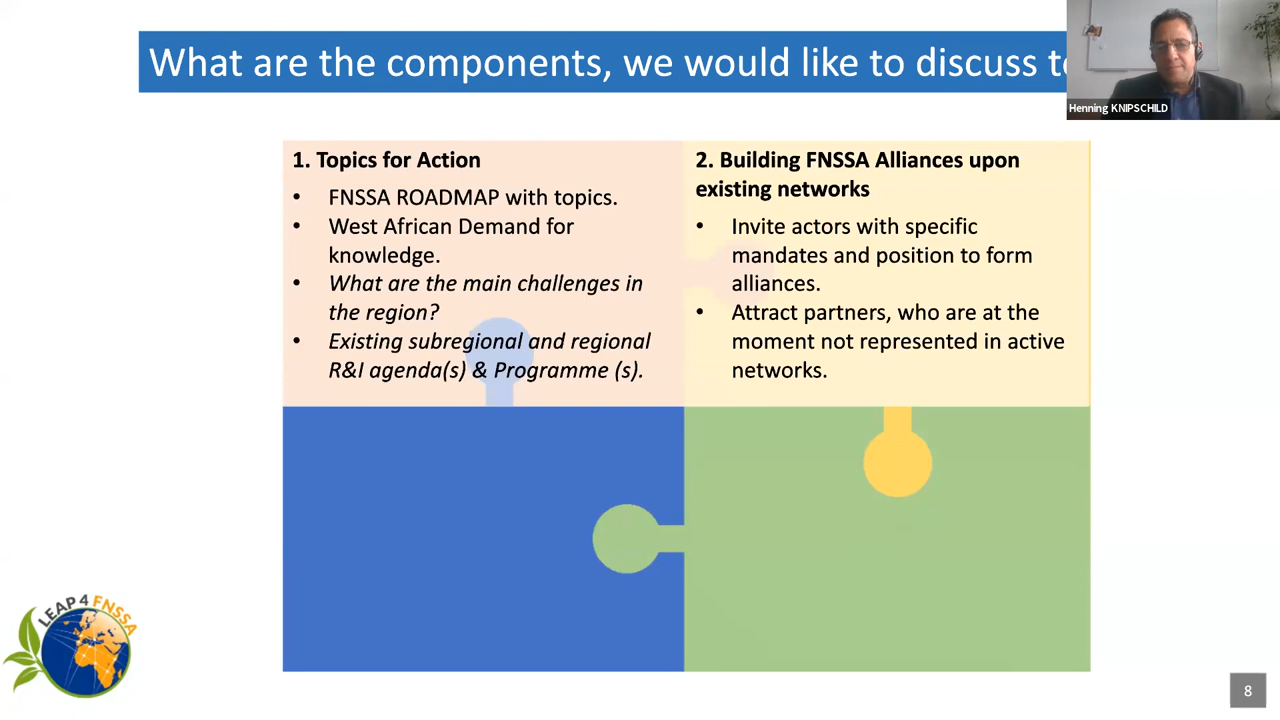 What are the components, we would like to discuss
Henning KNIPSCHILD
1. Topics for Action
• FNSSA ROADMAP with topics.
• West African Demand for
knowledge.
• What are the main challenges in
the region?
• Existing subregional and regional
R&I agenda(s) & Programme (s).
2. Building FNSSA Alliances upon
existing networks
• Invite actors with specific
mandates and position to form
alliances.
• Attract partners, who are at the
moment not represented in active
networks.
LEAP4FNSSA
8